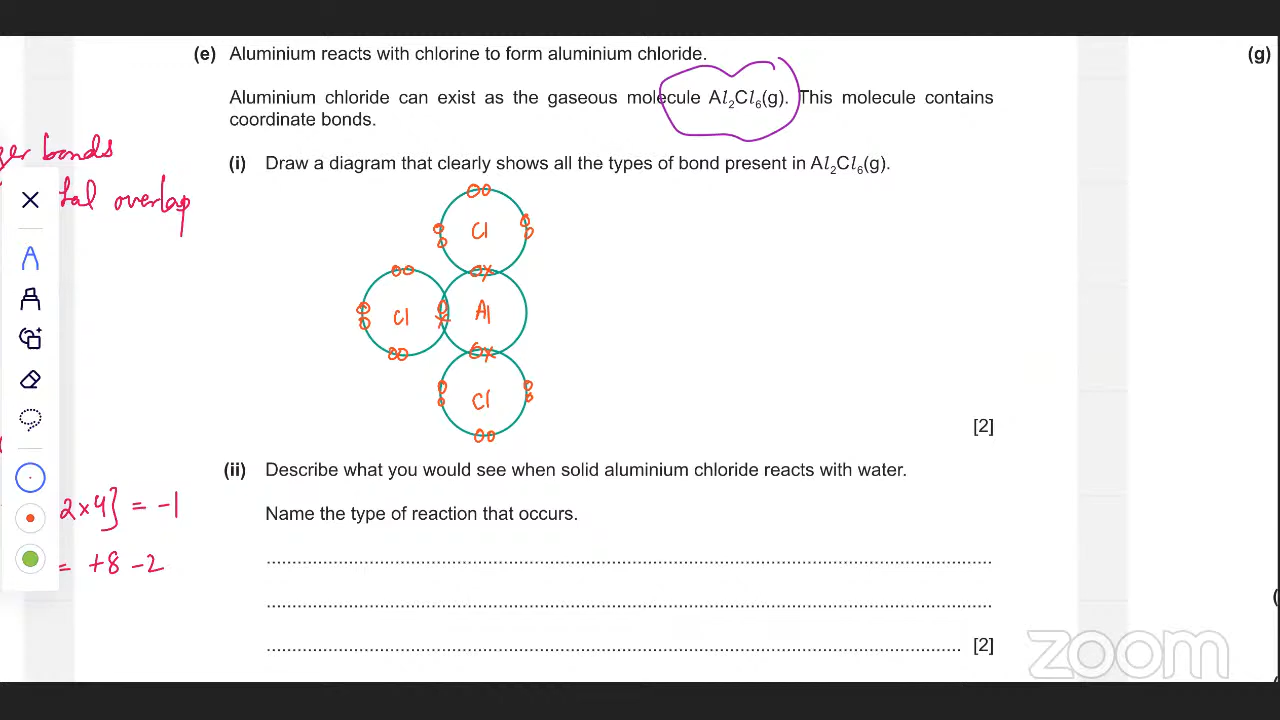 (e) Aluminium reacts with chlorine to form aluminium chloride.
(g)
Aluminium chloride can exist as the gaseous molecule Al₂Cl₆(g). This molecule contains
coordinate bonds.
bonds
(i) Draw a diagram that clearly shows all the types of bond present in Al₂Cl₆(g).
overlap
Cl
Cl Al
Cl
[2]
(ii) Describe what you would see when solid aluminium chloride reacts with water.
2×4} = -1
Name the type of reaction that occurs.
= +8 -2
[2]
zoom